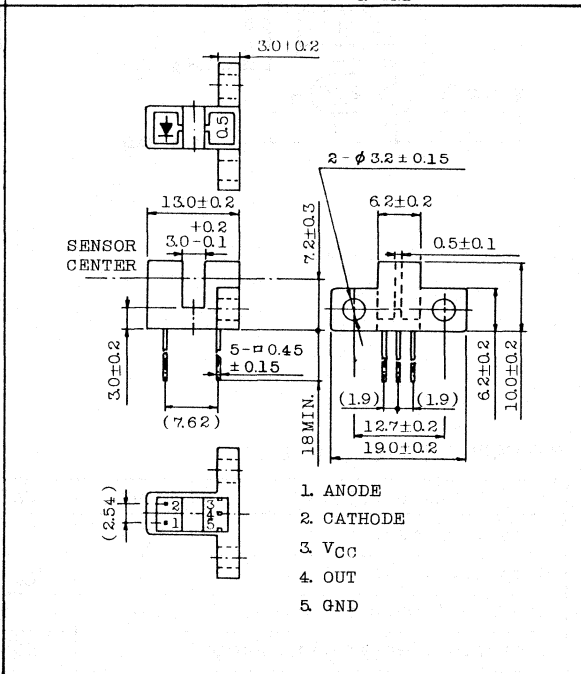 3.0±0.2
0.5
2-φ3.2±0.15
13.0±0.2
+0.2
3.0-0.1
SENSOR
CENTER
7.2±0.3
6.2±0.2
0.5±0.1
3.0±0.2
5-□0.45
±0.15
(7.62)
18MIN.
(1.9)
(1.9)
12.7±0.2
19.0±0.2
6.2±0.2
10.0±0.2
(2.54)
2
1
3
4
5
1. ANODE
2. CATHODE
3. VCC
4. OUT
5. GND